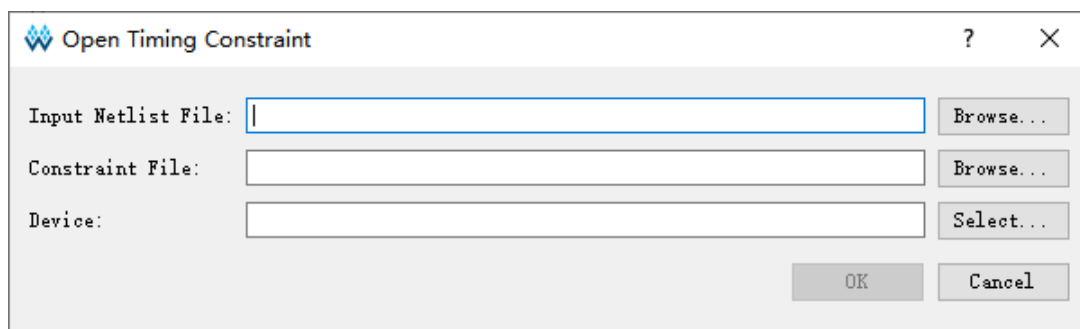 Open Timing Constraint ? ×
Input Netlist File: Browse...
Constraint File: Browse...
Device: Select...
OK Cancel